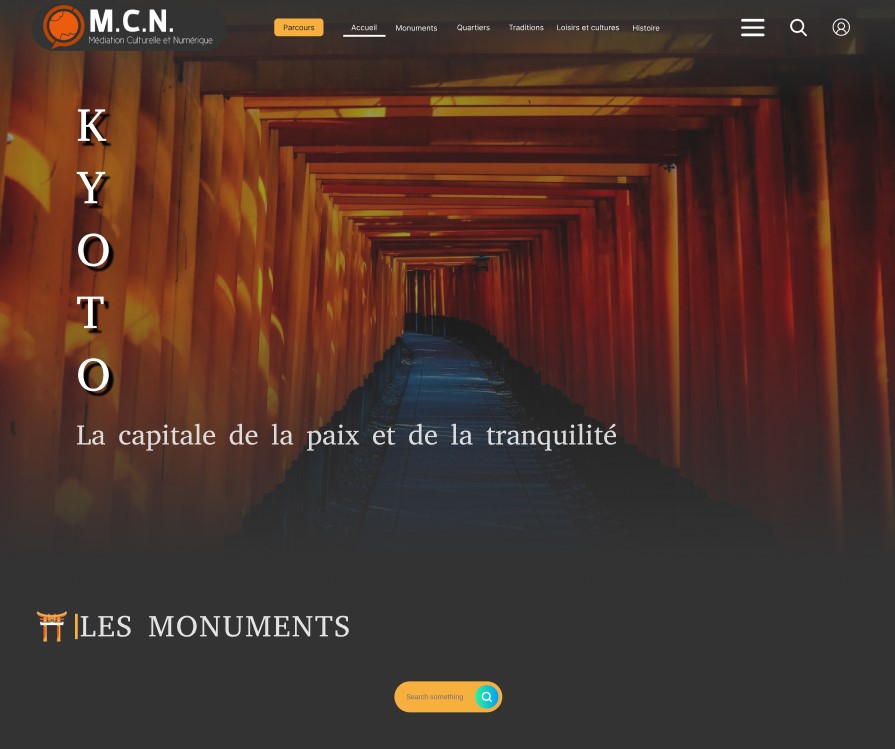 M.C.N.
Médiation Culturelle et Numérique
Parcours
Accueil
Monuments
Quartiers
Traditions
Loisirs et cultures
Histoire
K
Y
O
T
O
La capitale de la paix et de la tranquilité
LES MONUMENTS
Search something